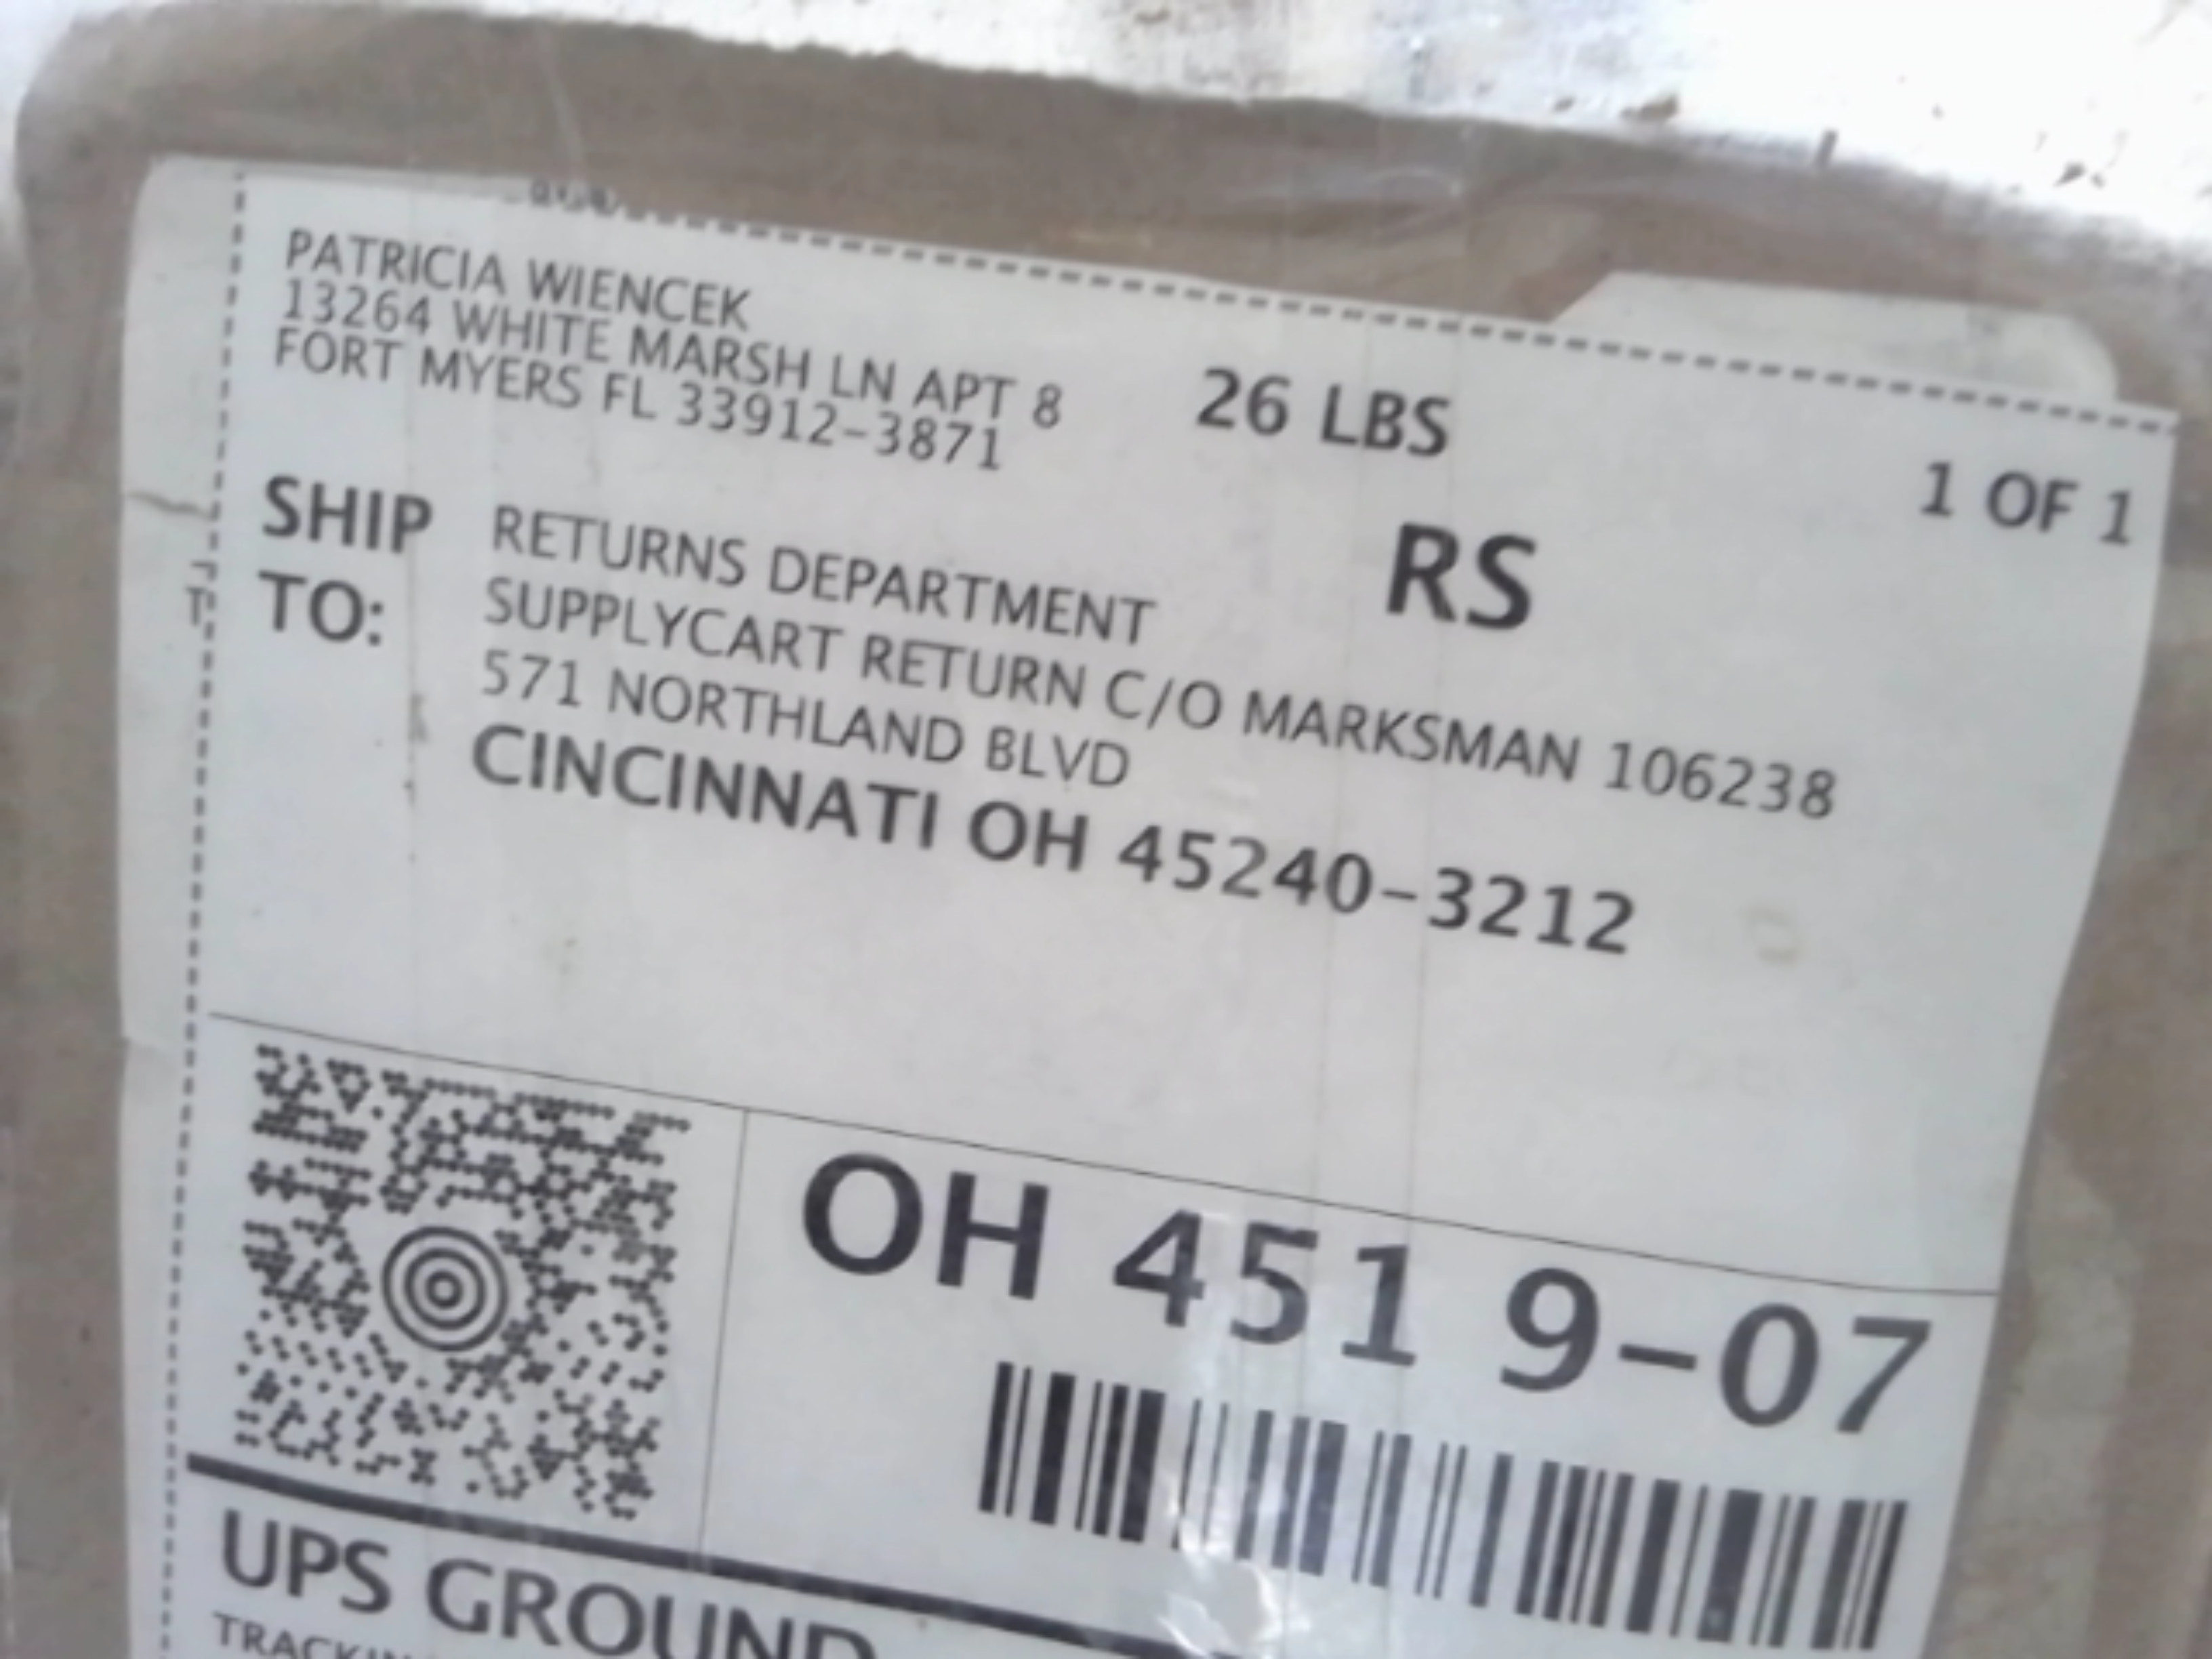 PATRICIA WIENCEK
13264 WHITE MARSH LN APT 8
FORT MYERS FL 33912-3871
26 LBS
1 OF 1
RS
SHIP
TO:
RETURNS DEPARTMENT
SUPPLYCART RETURN C/O MARKSMAN 106238
571 NORTHLAND BLVD
CINCINNATI OH 45240-3212
OH 451 9-07
UPS GROUND